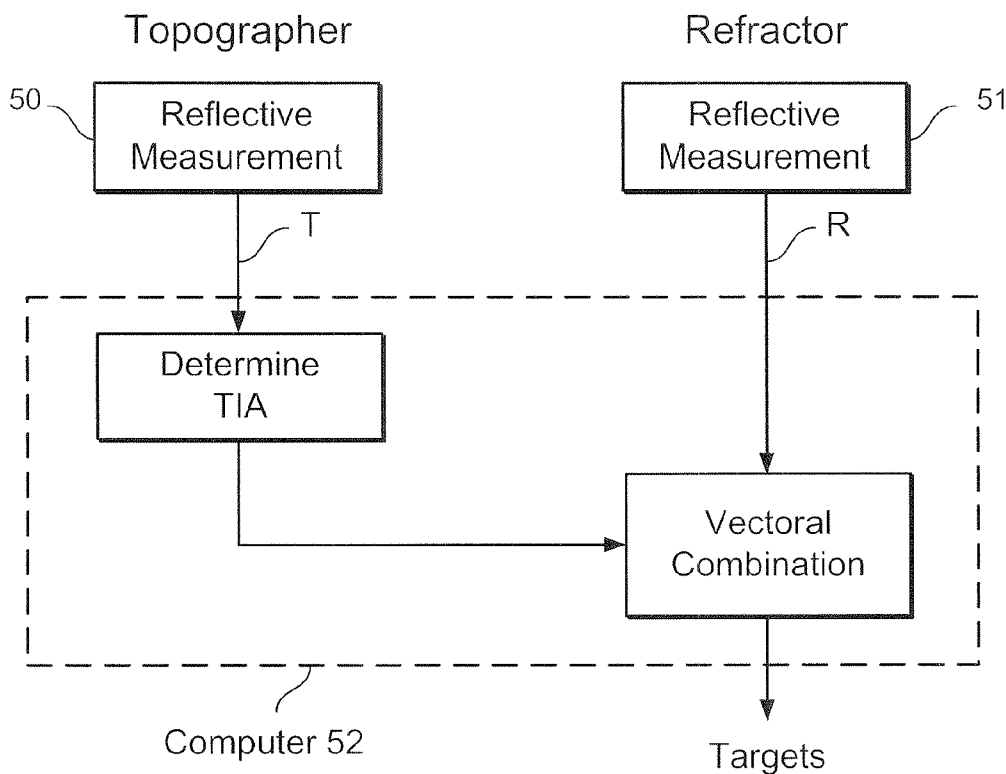 Topographer
Refractor
50
Reflective
Measurement
Reflective
Measurement
51
T
R
Determine
TIA
Vectoral
Combination
Computer 52
Targets